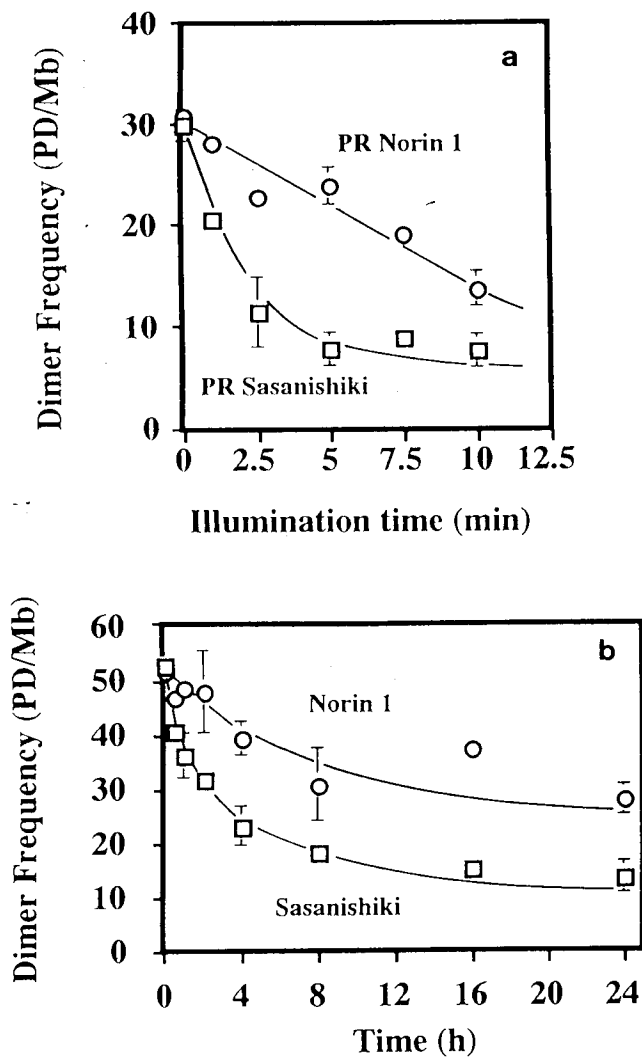 40
a
Dimer Frequency (PD/Mb)
30
PR Norin 1
20
10
PR Sasanishiki
0
0 2.5 5 7.5 10 12.5
Illumination time (min)
60
b
Dimer Frequency (PD/Mb)
50
Norin 1
40
30
20
10
Sasanishiki
0
0 4 8 12 16 20 24
Time (h)